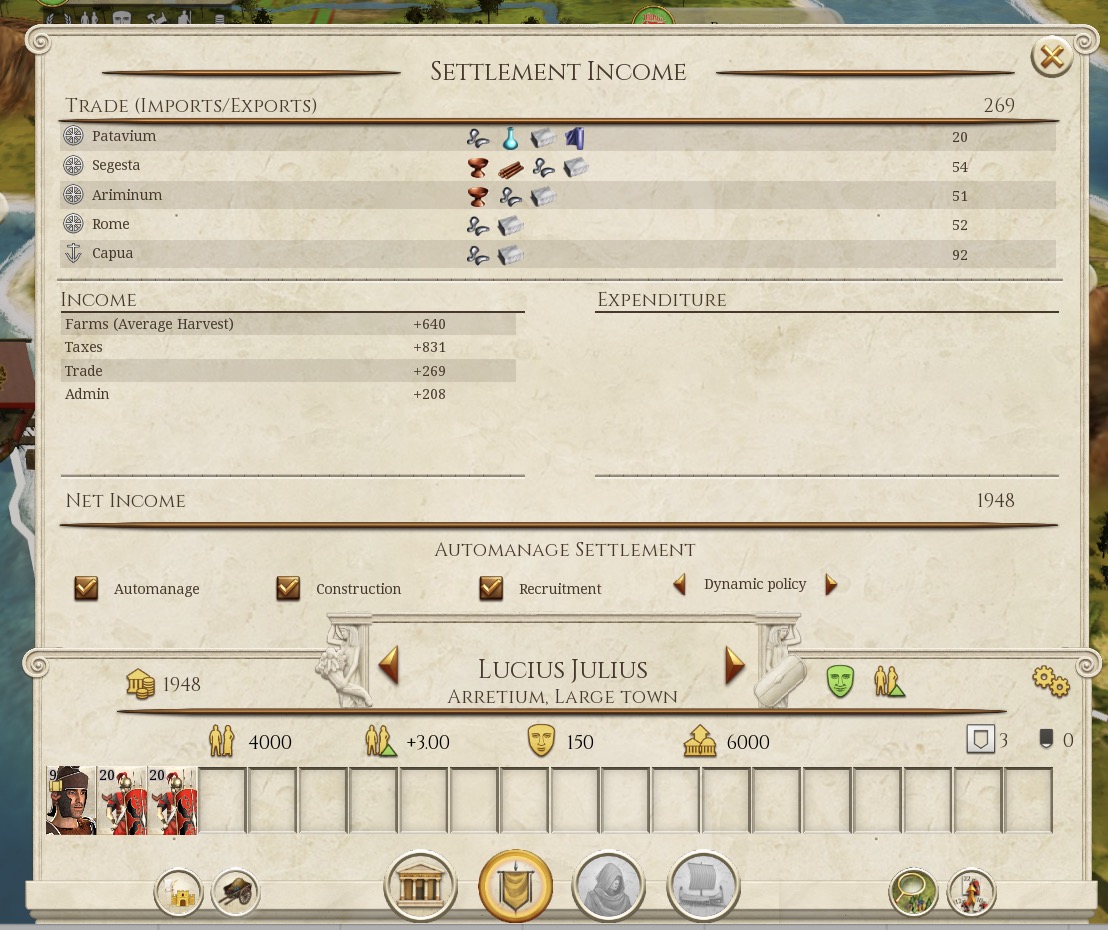 Settlement Income
Trade (Imports/Exports) 269
Patavium 20
Segesta 54
Ariminum 51
Rome 52
Capua 92
Income Expenditure
Farms (Average Harvest) +640
Taxes +831
Trade +269
Admin +208
Net Income 1948
Automanage Settlement
Automanage Construction Recruitment Dynamic policy
1948 Lucius Julius
Arretium, Large town
4000 +3.00 150 6000 3 0
9 20 20